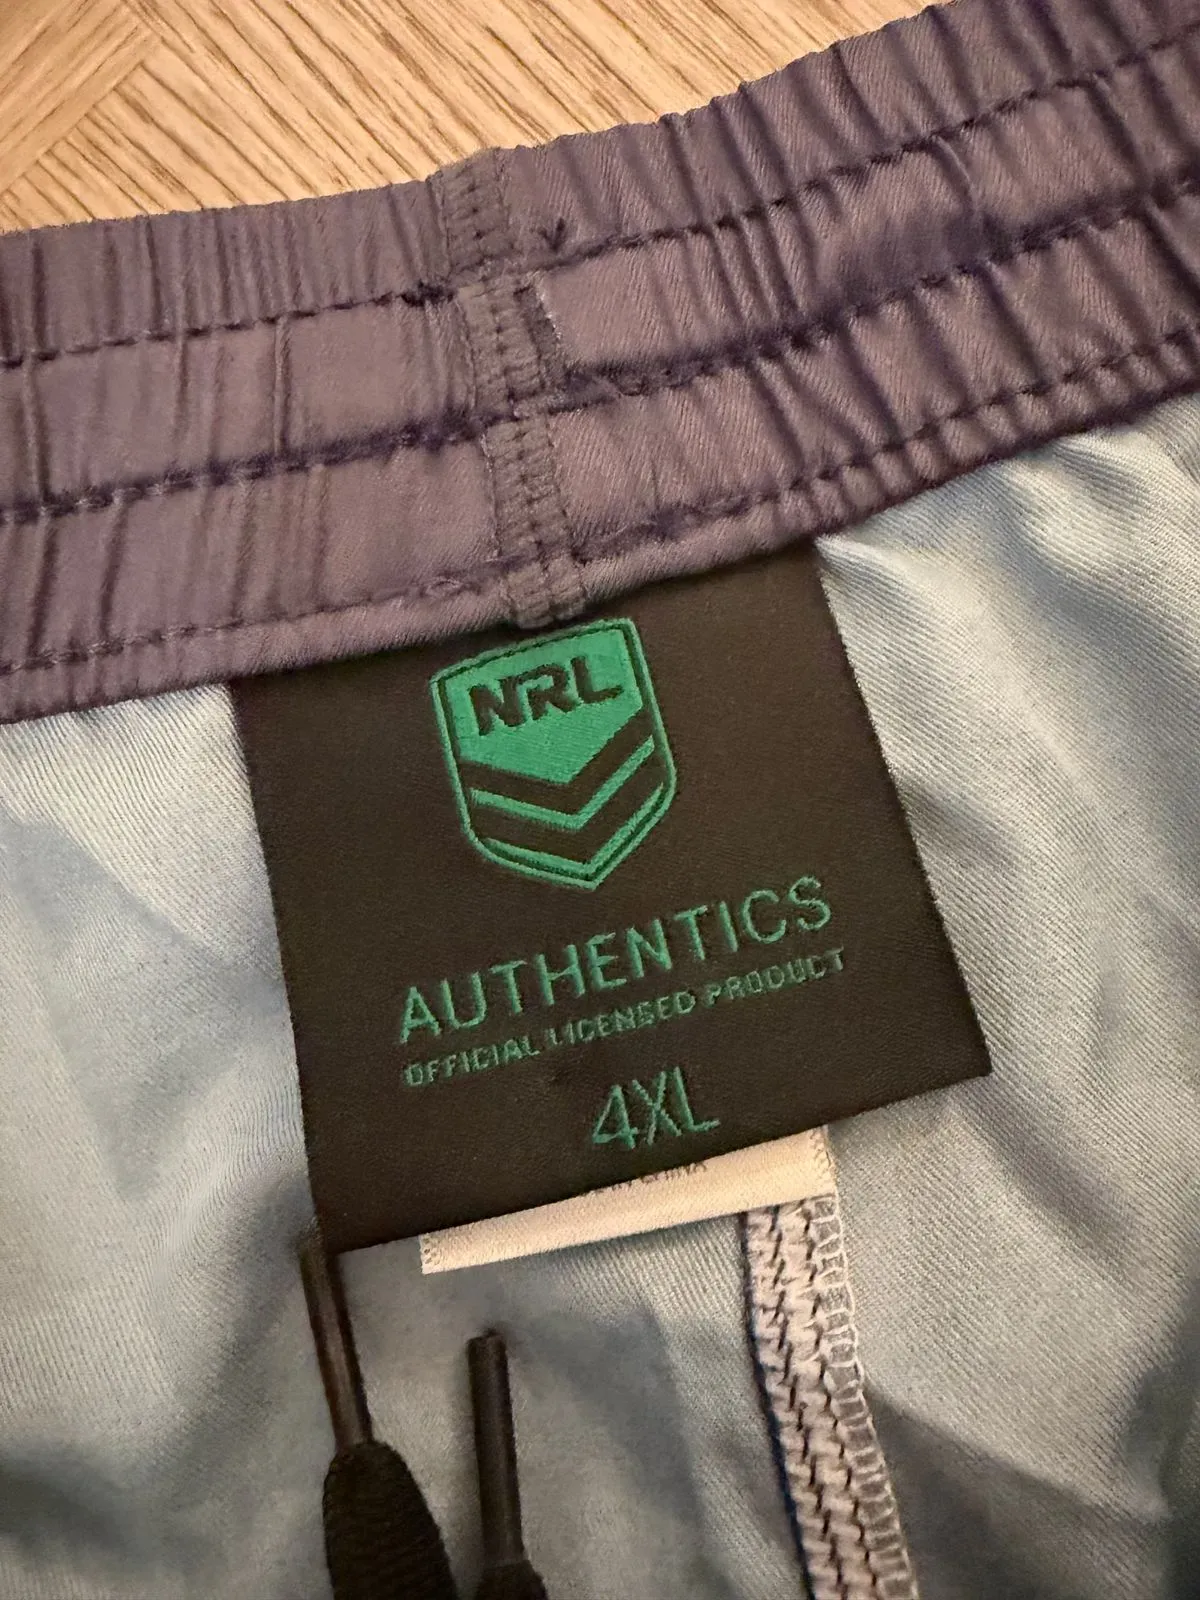 NRL
AUTHENTICS
OFFICIAL LICENSED PRODUCT
4XL